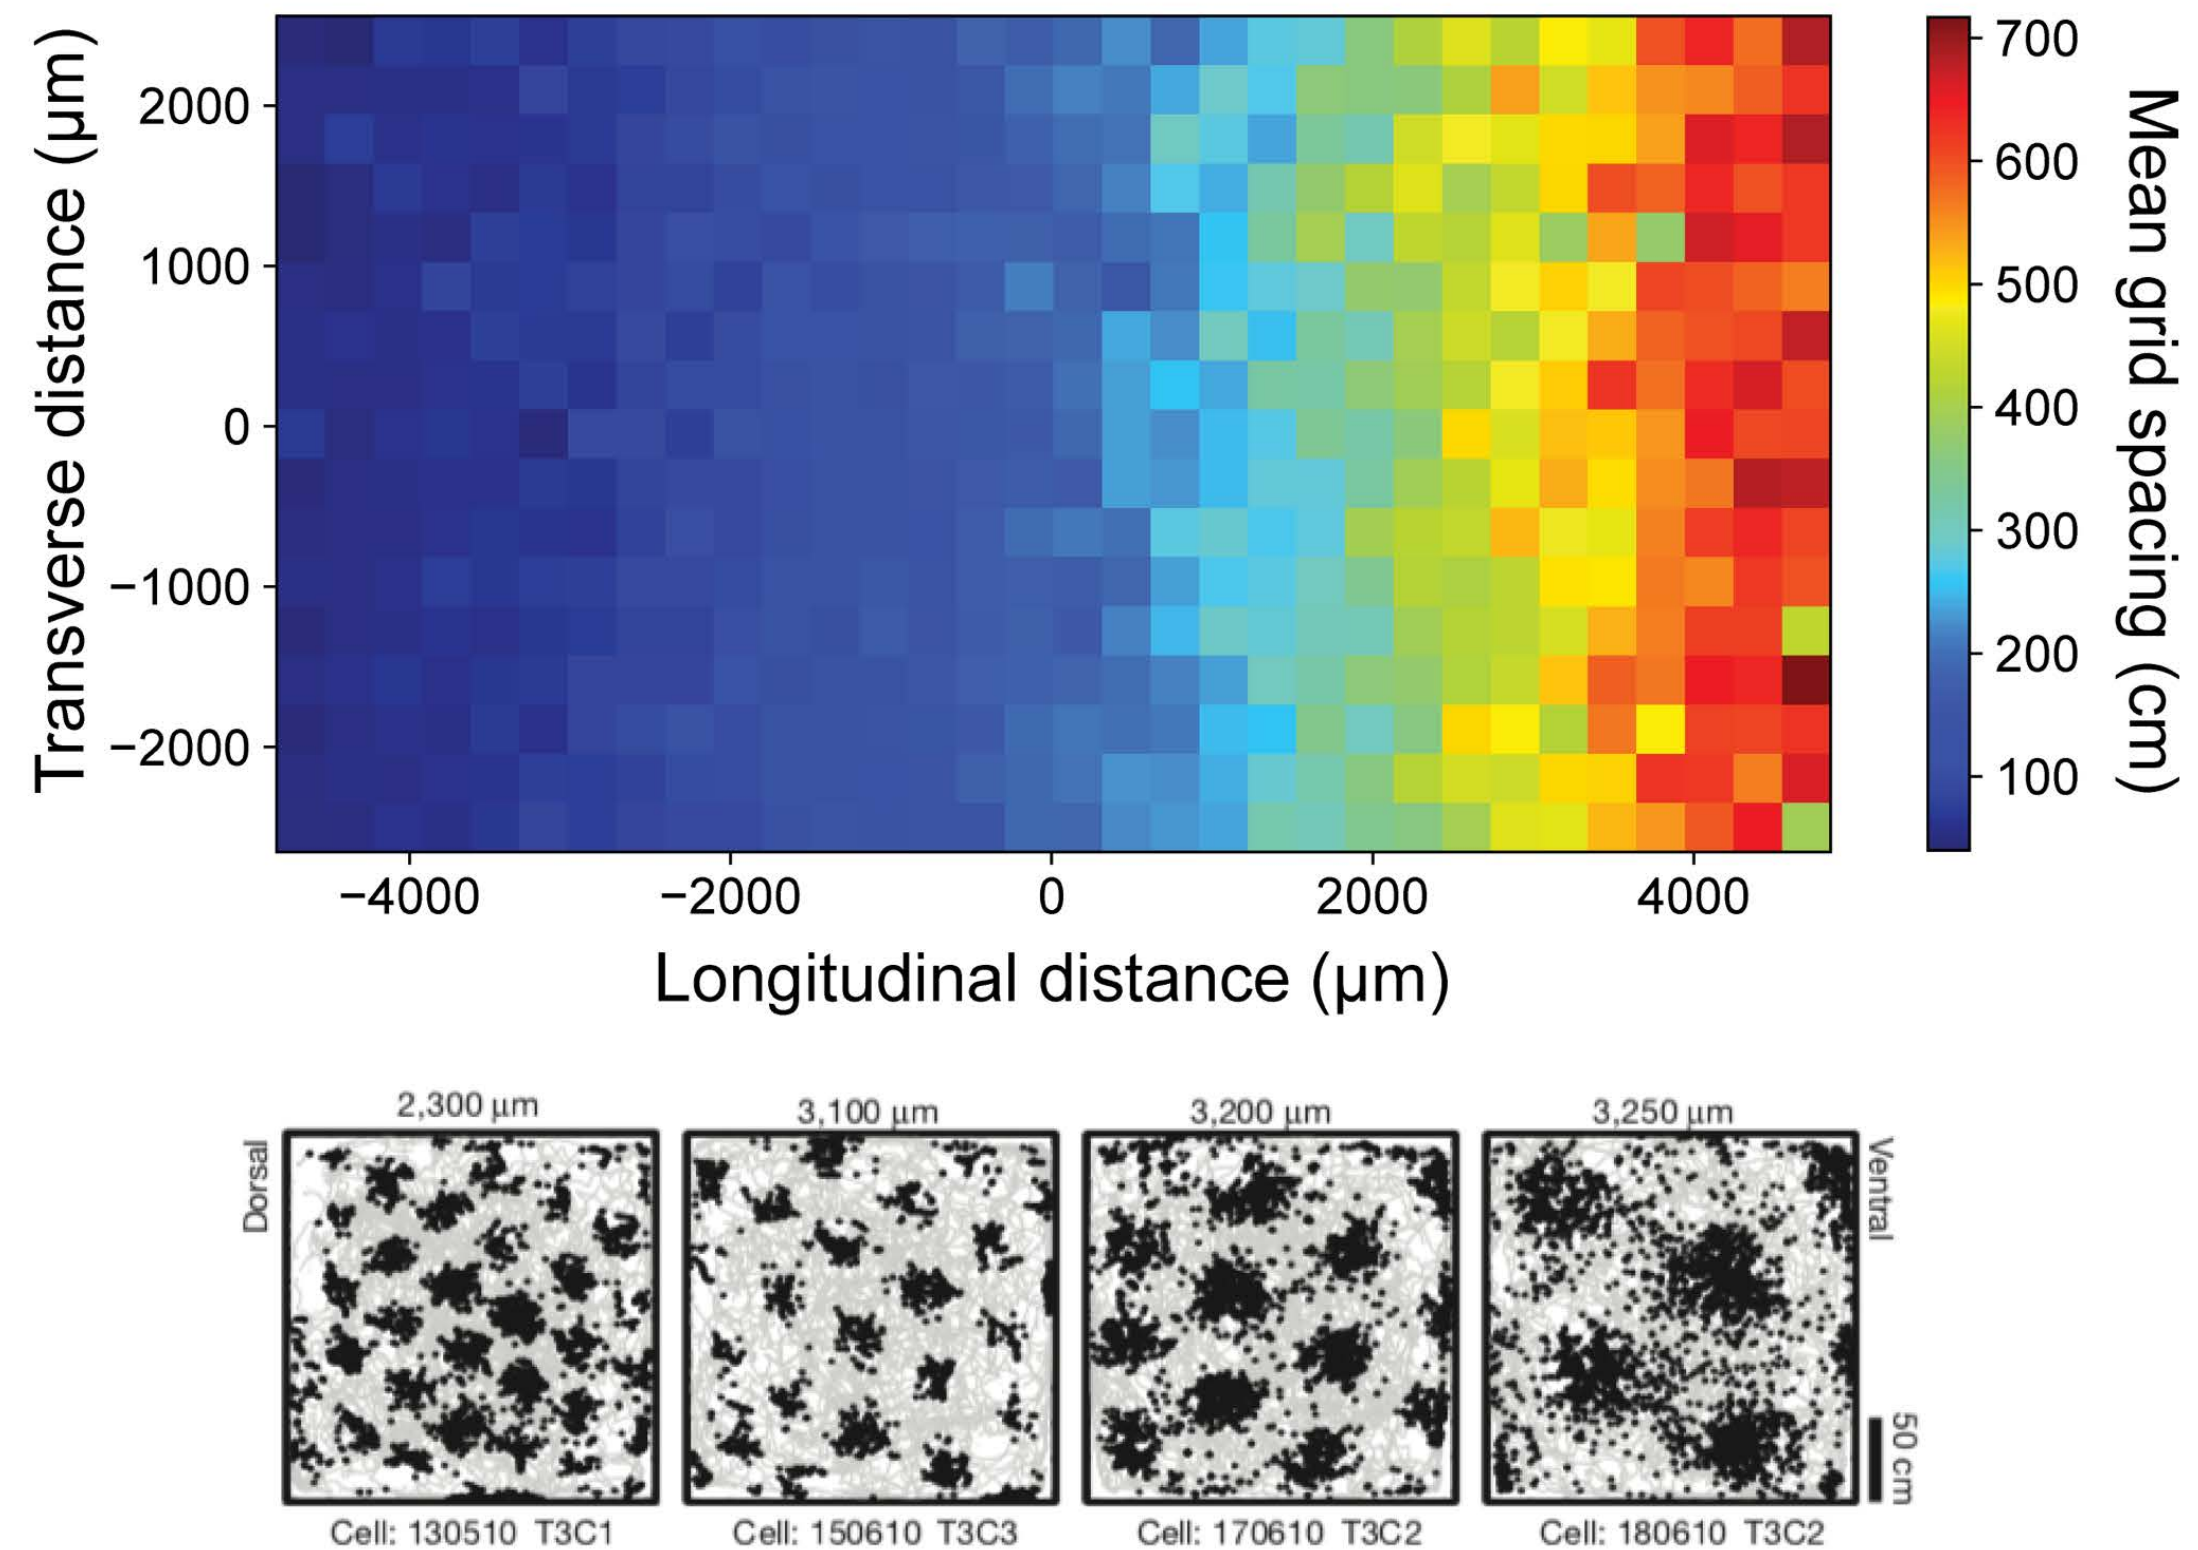 Transverse distance (μm)
2000
1000
0
−1000
−2000
−4000
−2000
0
2000
4000
Longitudinal distance (μm)
700
600
500
400
300
200
100
Mean grid spacing (cm)
2,300 μm
3,100 μm
3,200 μm
3,250 μm
Dorsal
Ventral
50 cm
Cell: 130510 T3C1
Cell: 150610 T3C3
Cell: 170610 T3C2
Cell: 180610 T3C2